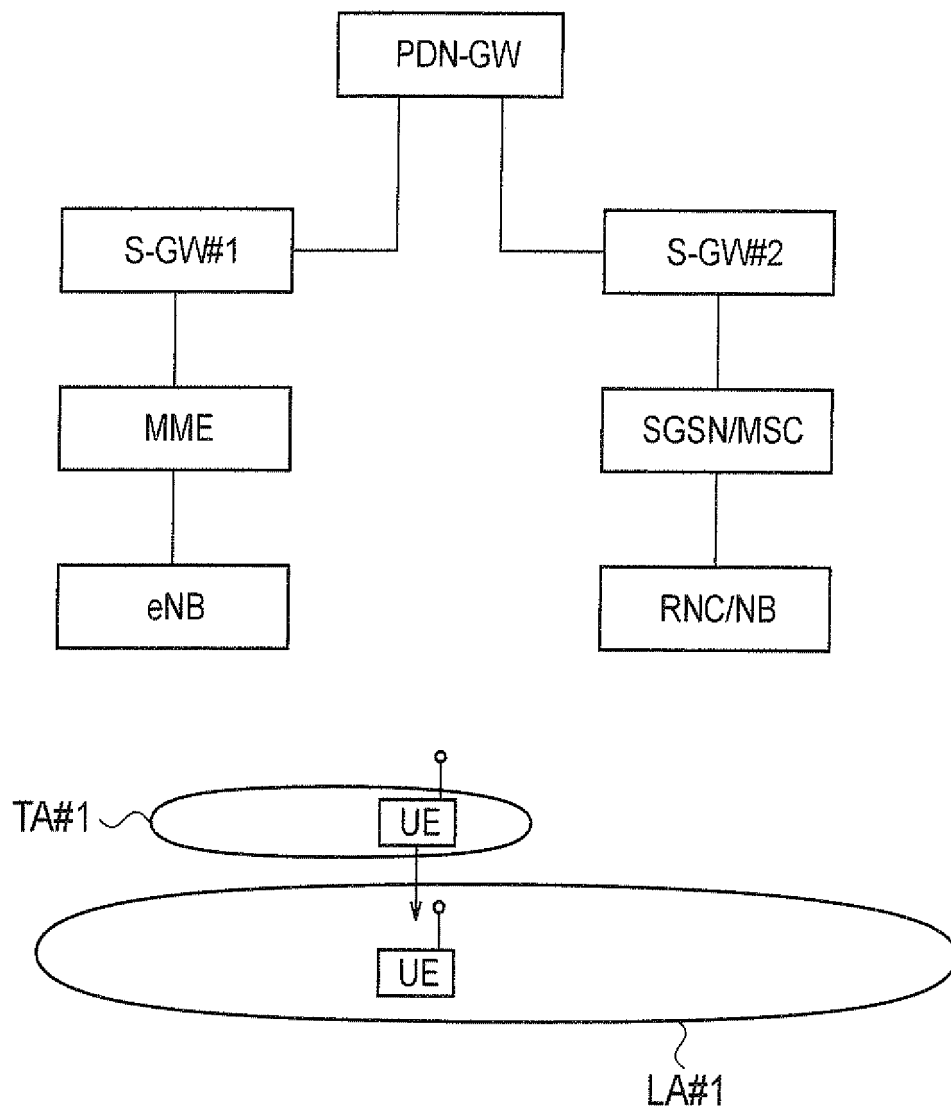 PDN-GW
S-GW#1
S-GW#2
MME
SGSN/MSC
eNB
RNC/NB
TA#1
UE
UE
LA#1